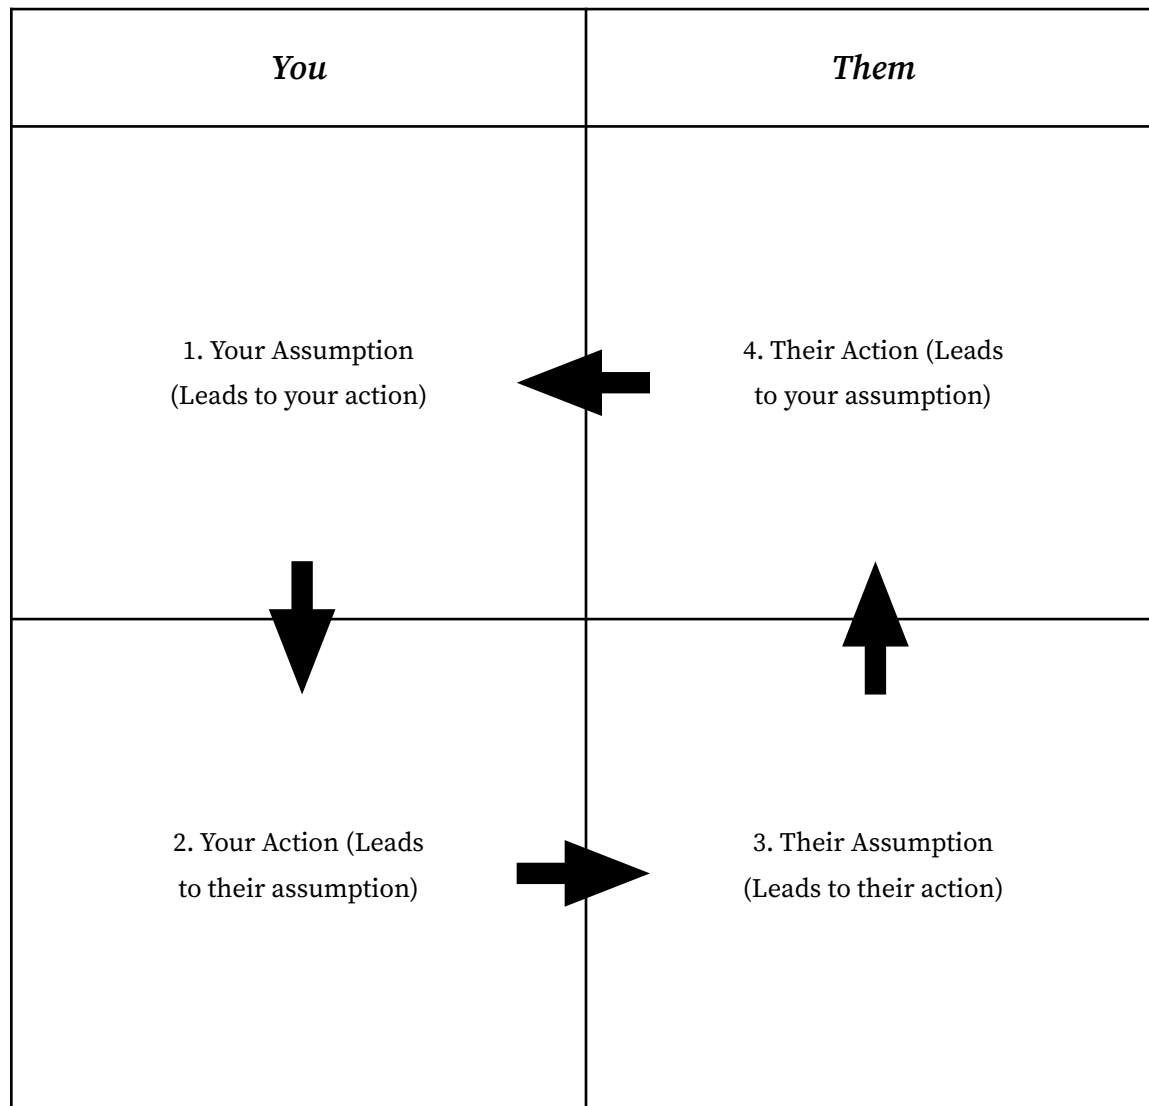 You
Them
1. Your Assumption
(Leads to your action)
4. Their Action (Leads
to your assumption)
2. Your Action (Leads
to their assumption)
3. Their Assumption
(Leads to their action)